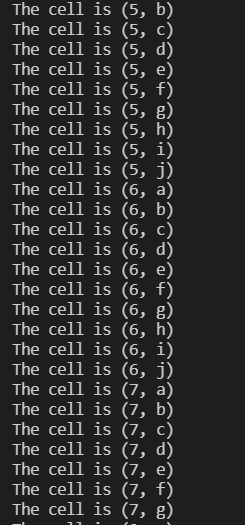 The cell is (5, b)
The cell is (5, c)
The cell is (5, d)
The cell is (5, e)
The cell is (5, f)
The cell is (5, g)
The cell is (5, h)
The cell is (5, i)
The cell is (5, j)
The cell is (6, a)
The cell is (6, b)
The cell is (6, c)
The cell is (6, d)
The cell is (6, e)
The cell is (6, f)
The cell is (6, g)
The cell is (6, h)
The cell is (6, i)
The cell is (6, j)
The cell is (7, a)
The cell is (7, b)
The cell is (7, c)
The cell is (7, d)
The cell is (7, e)
The cell is (7, f)
The cell is (7, g)